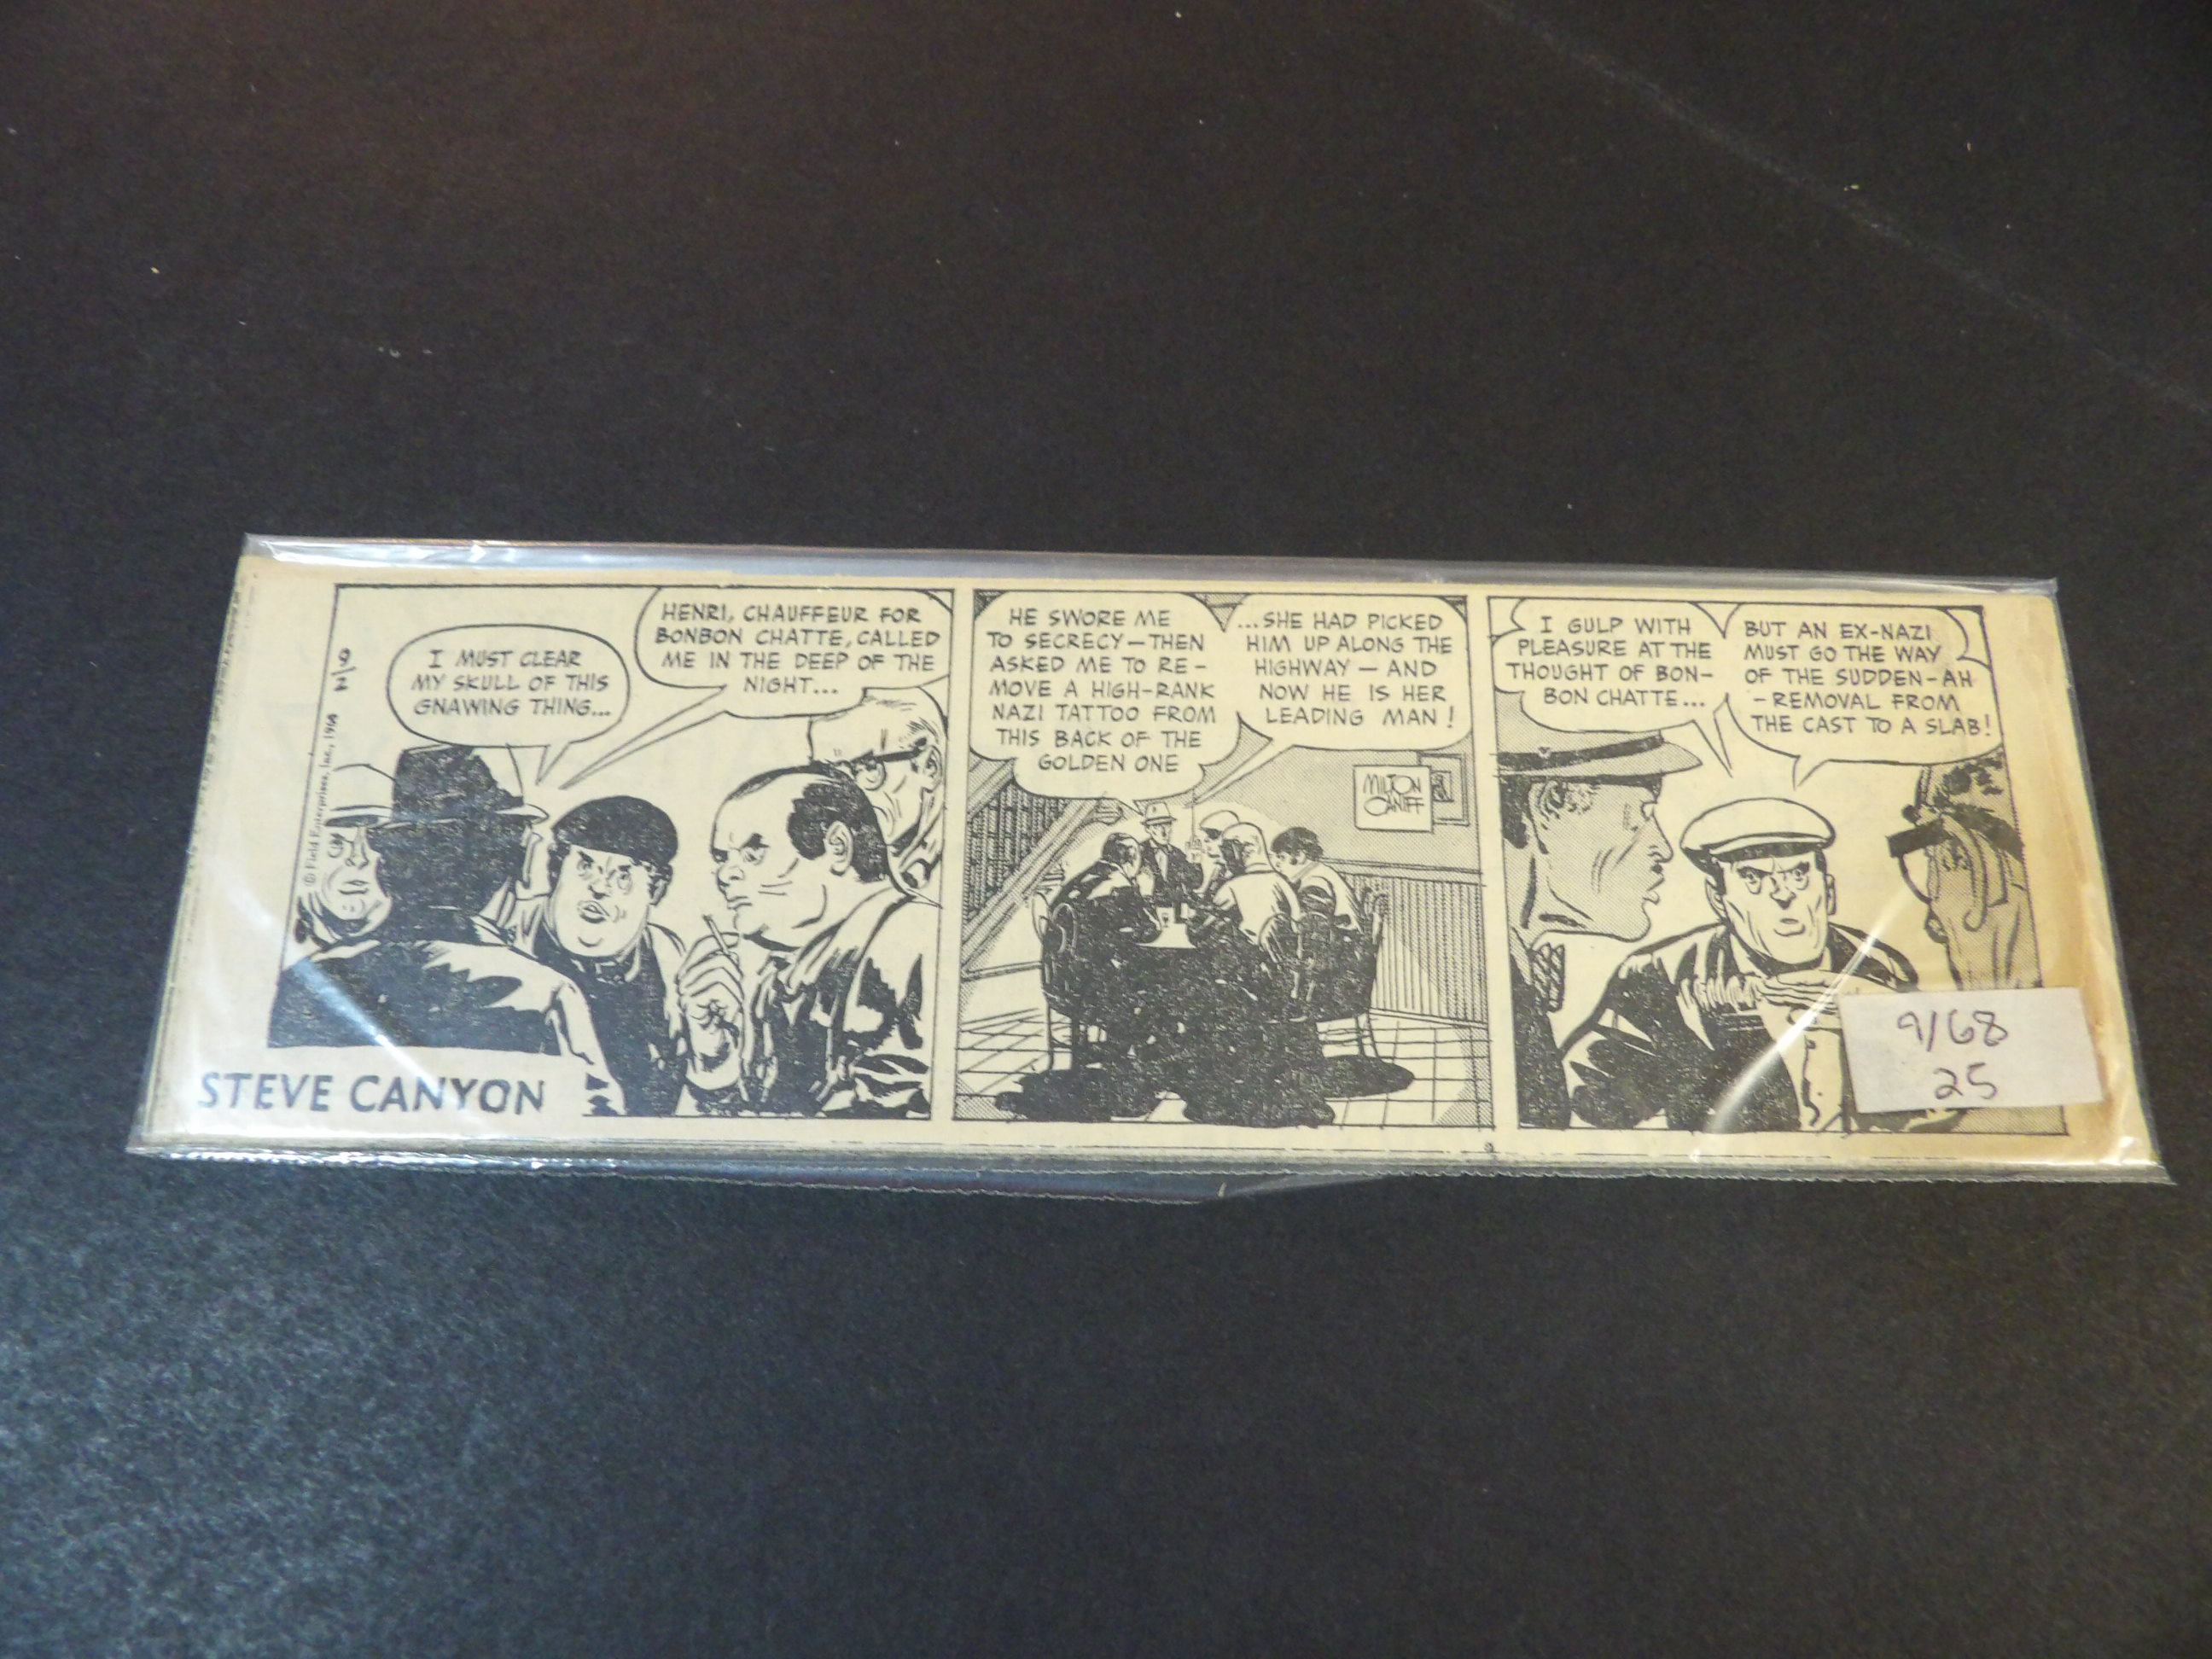 9/2
© Field Enterprises, Inc., 1968
I MUST CLEAR
MY SKULL OF THIS
GNAWING THING...
HENRI, CHAUFFEUR FOR
BONBON CHATTE, CALLED
ME IN THE DEEP OF THE
NIGHT...
STEVE CANYON
HE SWORE ME
TO SECRECY—THEN
ASKED ME TO RE-
MOVE A HIGH-RANK
NAZI TATTOO FROM
THIS BACK OF THE
GOLDEN ONE
...SHE HAD PICKED
HIM UP ALONG THE
HIGHWAY — AND
NOW HE IS HER
LEADING MAN!
MILTON
CANIFF
I GULP WITH
PLEASURE AT THE
THOUGHT OF BON-
BON CHATTE...
BUT AN EX-NAZI
MUST GO THE WAY
OF THE SUDDEN-AH
-REMOVAL FROM
THE CAST TO A SLAB!
9/68
25